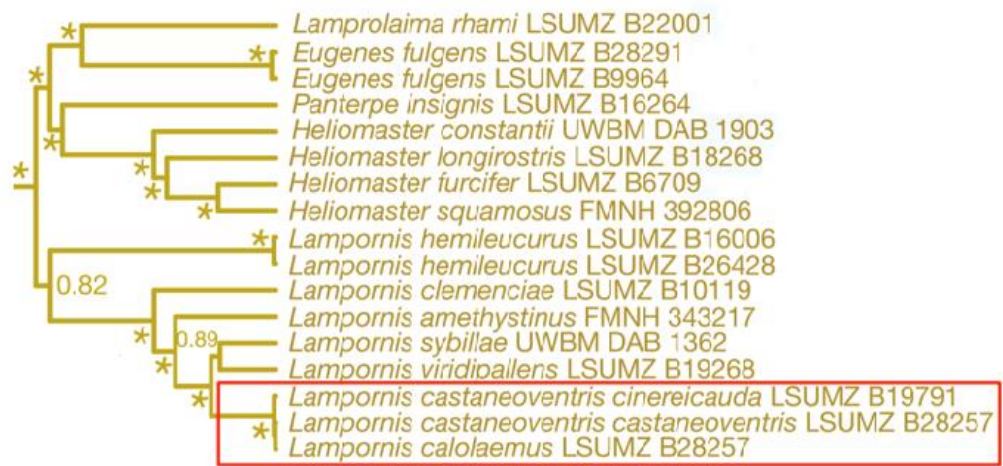 Lamprolaima rhami LSUMZ B22001
Eugenes fulgens LSUMZ B28291
Eugenes fulgens LSUMZ B9964
Panterpe insignis LSUMZ B16264
Heliomaster constantii UWBM DAB 1903
Heliomaster longirostris LSUMZ B18268
Heliomaster furcifer LSUMZ B6709
Heliomaster squamosus FMNH 392806
Lampornis hemileucurus LSUMZ B16006
Lampornis hemileucurus LSUMZ B26428
0.82
Lampornis clemenciae LSUMZ B10119
Lampornis amethystinus FMNH 343217
0.89
Lampornis sybillae UWBM DAB 1362
Lampornis viridipallens LSUMZ B19268
Lampornis castaneoventris cinereicauda LSUMZ B19791
Lampornis castaneoventris castaneoventris LSUMZ B28257
Lampornis calolaemus LSUMZ B28257